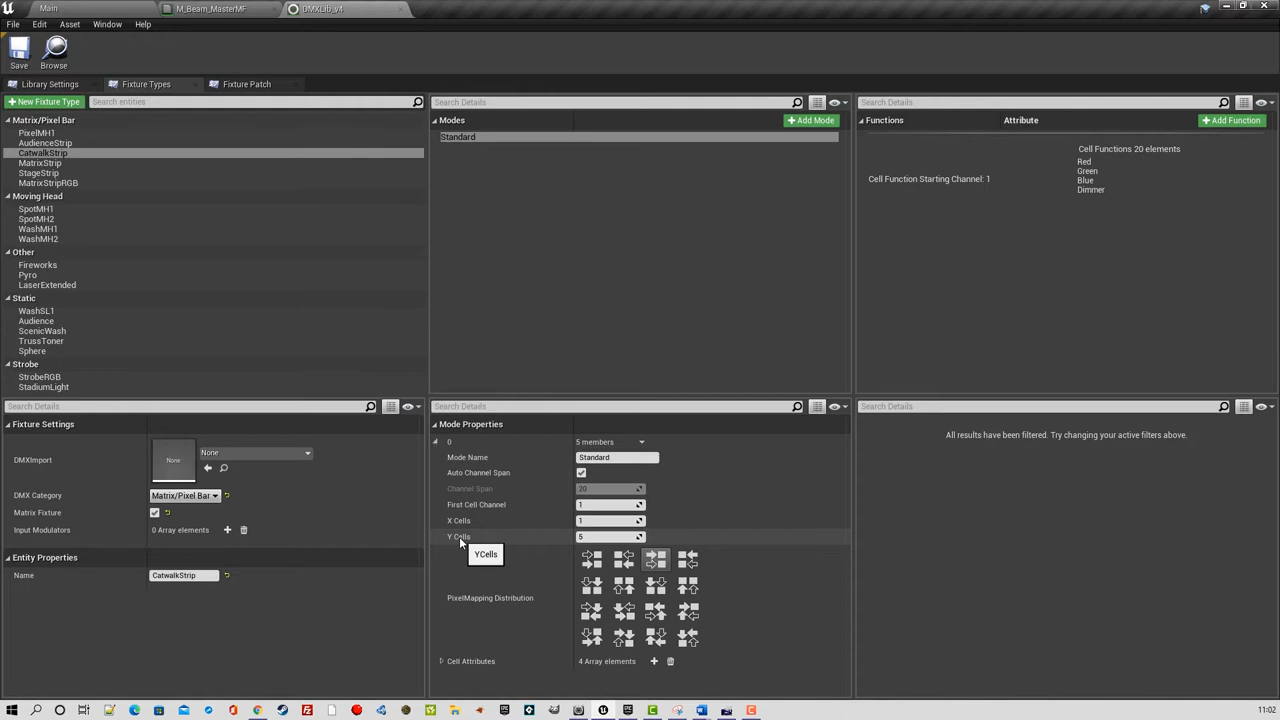 Main
M_Beam_MasterMF
DMXLib_v4
File Edit Asset Window Help
Save Browse
Library Settings Fixture Types Fixture Patch
New Fixture Type Search entities
Matrix/Pixel Bar
PixelMH1
AudienceStrip
CatwalkStrip
MatrixStrip
StageStrip
MatrixStripRGB
Moving Head
SpotMH1
SpotMH2
WashMH1
WashMH2
Other
Fireworks
Pyro
LaserExtended
Static
WashSL1
Audience
ScenicWash
TrussToner
Sphere
Strobe
StrobeRGB
StadiumLight
Search Details
Modes Add Mode
Standard
Search Details
Functions Attribute Add Function
Cell Functions 20 elements
Cell Function Starting Channel: 1
Red
Green
Blue
Dimmer
Search Details
Fixture Settings
DMXImport None None
DMX Category Matrix/Pixel Bar
Matrix Fixture
Input Modulators 0 Array elements
Entity Properties
Name CatwalkStrip
Search Details
Mode Properties
0 5 members
Mode Name Standard
Auto Channel Span
Channel Span 20
First Cell Channel 1
X Cells 1
Y Cells 5
YCells
PixelMapping Distribution
Cell Attributes 4 Array elements
Search Details
All results have been filtered. Try changing your active filters above.
11:02